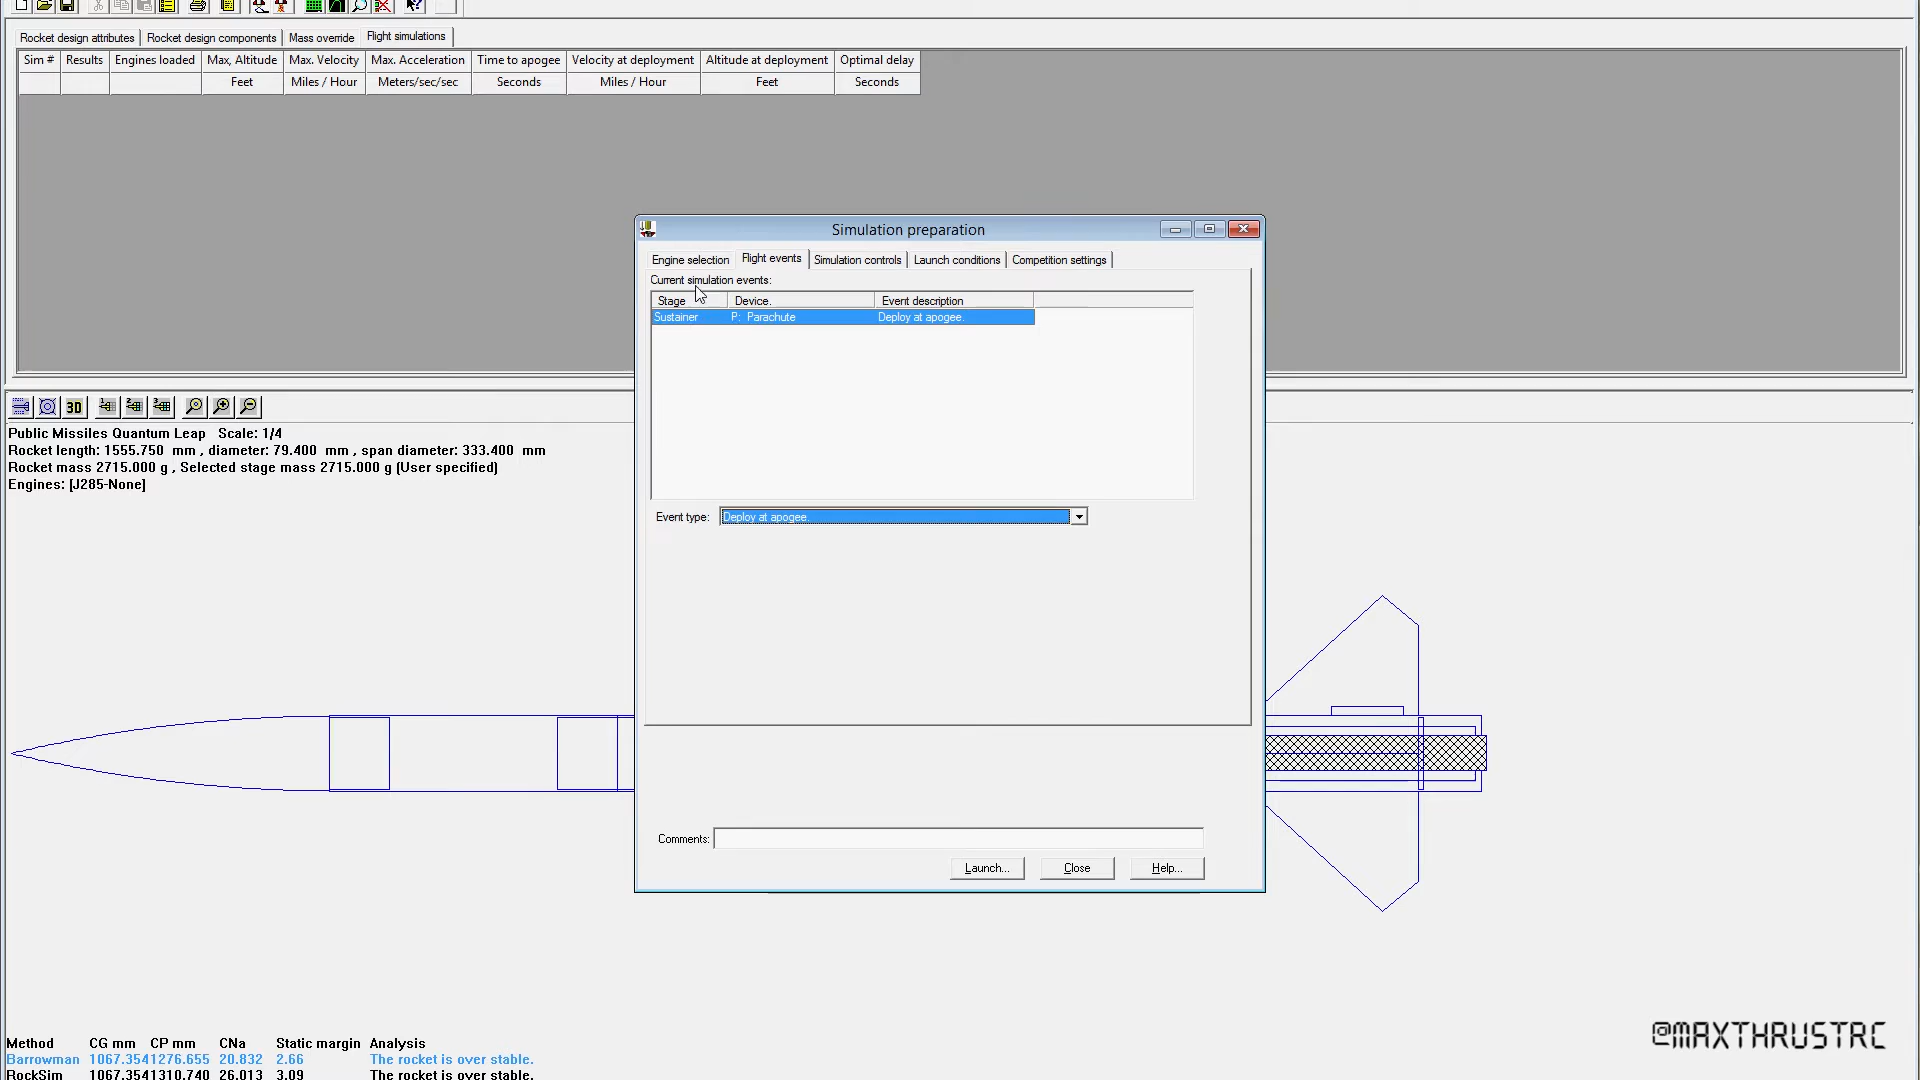 Rocket design attributes Rocket design components Mass override Flight simulations
Sim # Results Engines loaded Max, Altitude Max. Velocity Max. Acceleration Time to apogee Velocity at deployment Altitude at deployment Optimal delay
Feet Miles / Hour Meters/sec/sec Seconds Miles / Hour Feet Seconds
Simulation preparation
Engine selection Flight events Simulation controls Launch conditions Competition settings
Current simulation events:
Stage Device. Event description
Sustainer P: Parachute Deploy at apogee.
3D
Public Missiles Quantum Leap Scale: 1/4
Rocket length: 1555.750 mm , diameter: 79.400 mm , span diameter: 333.400 mm
Rocket mass 2715.000 g , Selected stage mass 2715.000 g (User specified)
Engines: [J285-None]
Event type: Deploy at apogee.
Comments:
Launch... Close Help...
Method CG mm CP mm CNa Static margin Analysis
Barrowman 1067.3541276.655 20.832 2.66 The rocket is over stable.
RockSim 1067.3541310.740 26.013 3.09 The rocket is over stable.
@MAXTHRUSTRC